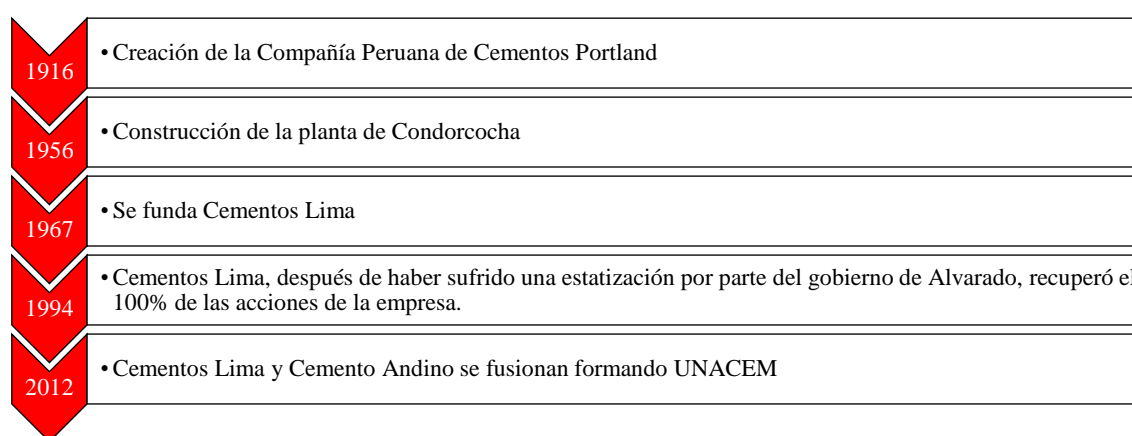 1916
• Creación de la Compañía Peruana de Cementos Portland
1956
• Construcción de la planta de Condorcocha
1967
• Se funda Cementos Lima
1994
• Cementos Lima, después de haber sufrido una estatización por parte del gobierno de Alvarado, recuperó el
100% de las acciones de la empresa.
2012
• Cementos Lima y Cemento Andino se fusionan formando UNACEM